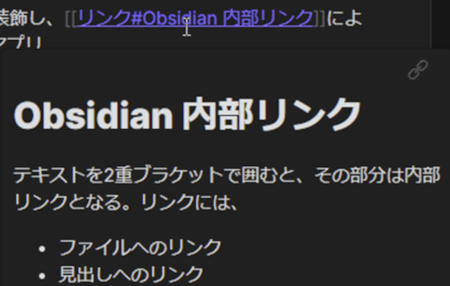 装飾し、[[リンク#Obsidian 内部リンク]]によ
アプリ
Obsidian 内部リンク
テキストを2重ブラケットで囲むと、その部分は内部
リンクとなる。リンクには、
• ファイルへのリンク
• 見出しへのリンク